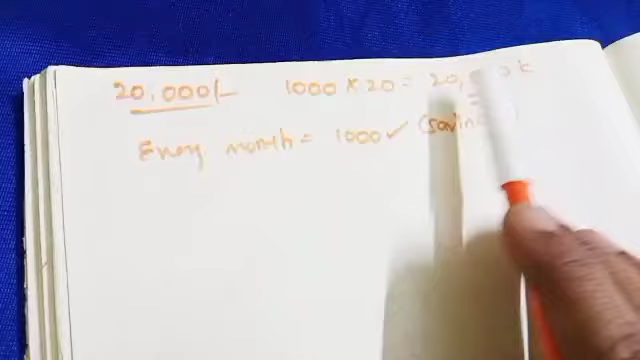 20,000/- 1000 × 20 =
Every month = 1000 ✓